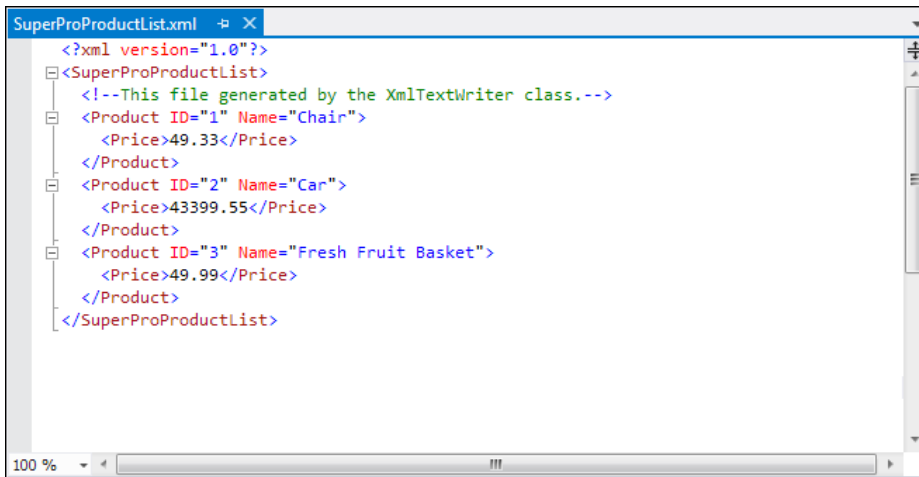 SuperProProductList.xml
<?xml version="1.0"?>
<SuperProProductList>
<!--This file generated by the XmlTextWriter class.-->
<Product ID="1" Name="Chair">
<Price>49.33</Price>
</Product>
<Product ID="2" Name="Car">
<Price>43399.55</Price>
</Product>
<Product ID="3" Name="Fresh Fruit Basket">
<Price>49.99</Price>
</Product>
</SuperProProductList>
100 %